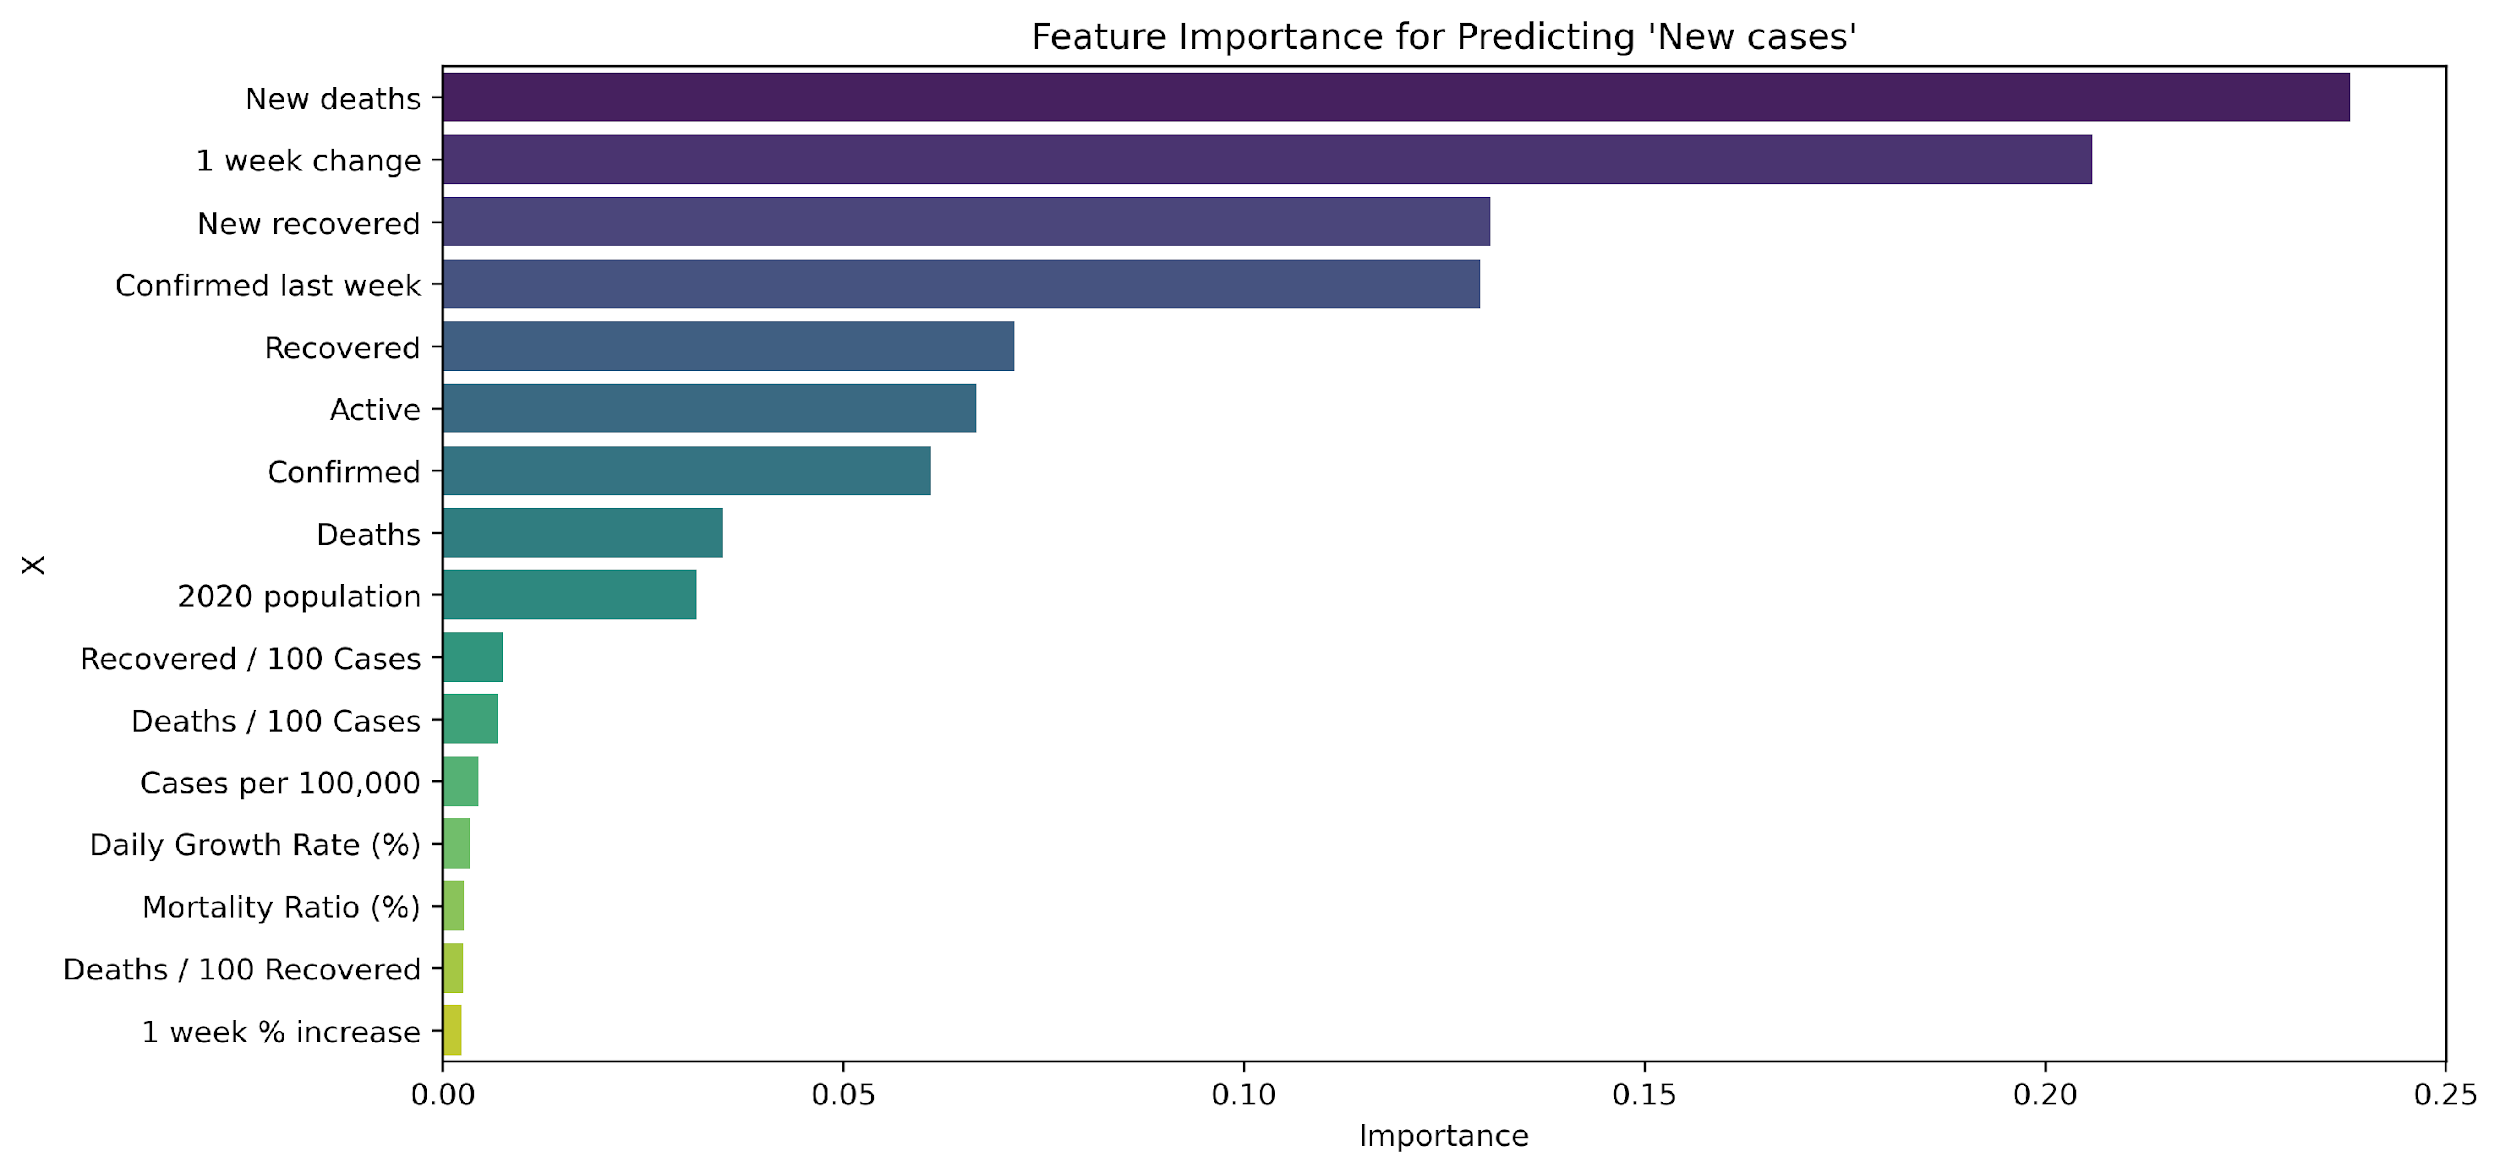 Feature Importance for Predicting 'New cases'
New deaths
1 week change
New recovered
Confirmed last week
Recovered
Active
Confirmed
Deaths
X
2020 population
Recovered / 100 Cases
Deaths / 100 Cases
Cases per 100,000
Daily Growth Rate (%)
Mortality Ratio (%)
Deaths / 100 Recovered
1 week % increase
0.00 0.05 0.10 0.15 0.20 0.25
Importance